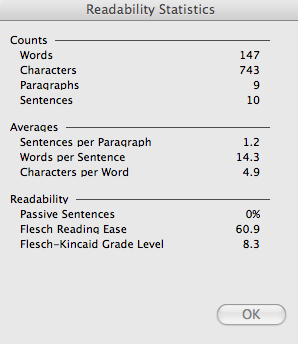 Readability Statistics
Counts
Words 147
Characters 743
Paragraphs 9
Sentences 10
Averages
Sentences per Paragraph 1.2
Words per Sentence 14.3
Characters per Word 4.9
Readability
Passive Sentences 0%
Flesch Reading Ease 60.9
Flesch-Kincaid Grade Level 8.3
OK